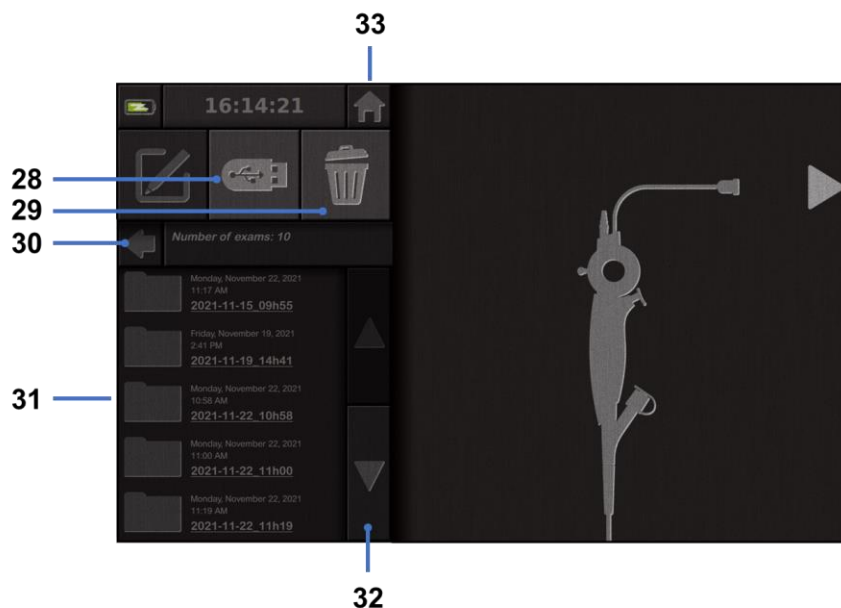 33
16:14:21
28
29
30
Number of exams: 10
Monday, November 22, 2021
11:17 AM
2021-11-15_09h55
Friday, November 19, 2021
2:41 PM
2021-11-19_14h41
31
Monday, November 22, 2021
10:58 AM
2021-11-22_10h58
Monday, November 22, 2021
11:00 AM
2021-11-22_11h00
Monday, November 22, 2021
11:19 AM
2021-11-22_11h19
32